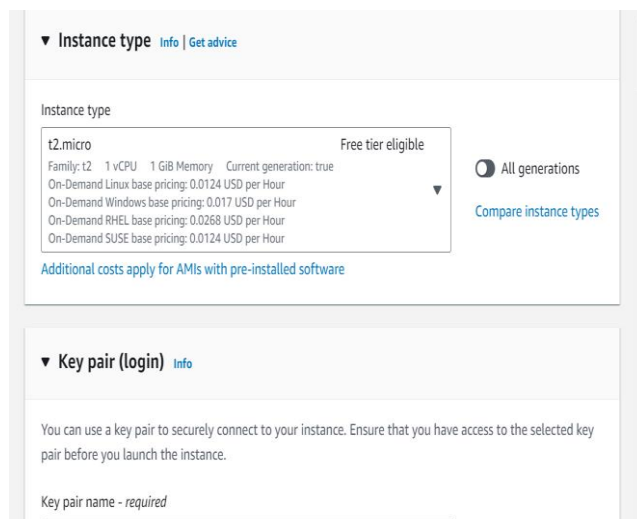 ▼ Instance type Info | Get advice
Instance type
t2.micro Free tier eligible
Family: t2 1 vCPU 1 GiB Memory Current generation: true
On-Demand Linux base pricing: 0.0124 USD per Hour
On-Demand Windows base pricing: 0.017 USD per Hour
On-Demand RHEL base pricing: 0.0268 USD per Hour
On-Demand SUSE base pricing: 0.0124 USD per Hour
All generations
Compare instance types
Additional costs apply for AMIs with pre-installed software
▼ Key pair (login) Info
You can use a key pair to securely connect to your instance. Ensure that you have access to the selected key
pair before you launch the instance.
Key pair name - required